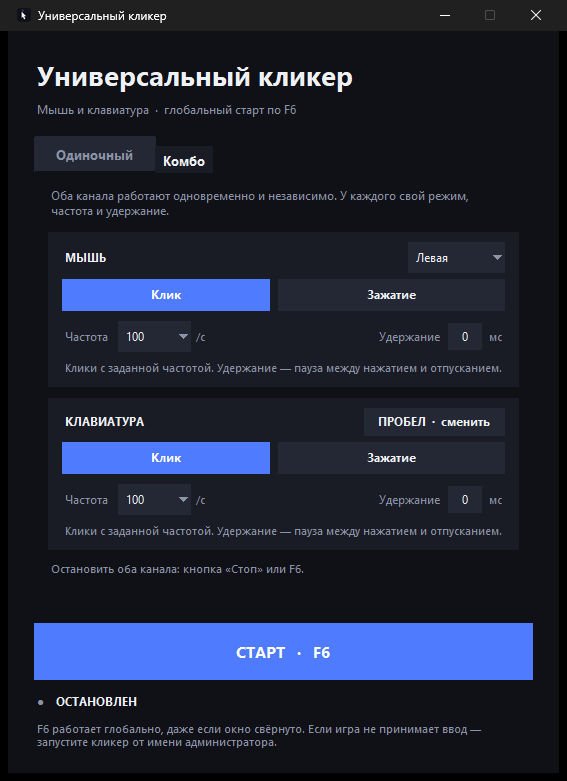 Универсальный кликер
Универсальный кликер
Мышь и клавиатура · глобальный старт по F6
Одиночный
Комбо
Оба канала работают одновременно и независимо. У каждого свой режим,
частота и удержание.
МЫШЬ
Левая
Клик
Зажатие
Частота 100 /с
Удержание 0 мс
Клики с заданной частотой. Удержание — пауза между нажатием и отпусканием.
КЛАВИАТУРА
ПРОБЕЛ · сменить
Клик
Зажатие
Частота 100 /с
Удержание 0 мс
Клики с заданной частотой. Удержание — пауза между нажатием и отпусканием.
Остановить оба канала: кнопка «Стоп» или F6.
СТАРТ · F6
● ОСТАНОВЛЕН
F6 работает глобально, даже если окно свёрнуто. Если игра не принимает ввод —
запустите кликер от имени администратора.